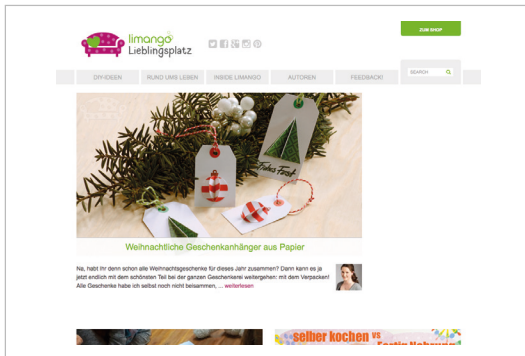 ZUM SHOP
limango
Lieblingsplatz
SEARCH
DIY-IDEEN RUND UMS LEBEN INSIDE LIMANGO AUTOREN FEEDBACK!
Frohes Fest
Weihnachtliche Geschenkanhänger aus Papier
Na, habt Ihr denn schon alle Weihnachtsgeschenke für dieses Jahr zusammen? Dann kann es ja
jetzt endlich mit dem schönsten Teil bei der ganzen Geschenkerei weitergehen: mit dem Verpacken!
Alle Geschenke habe ich selbst noch nicht beisammen, ... weiterlesen
selber kochen vs
Fertig Nahrung